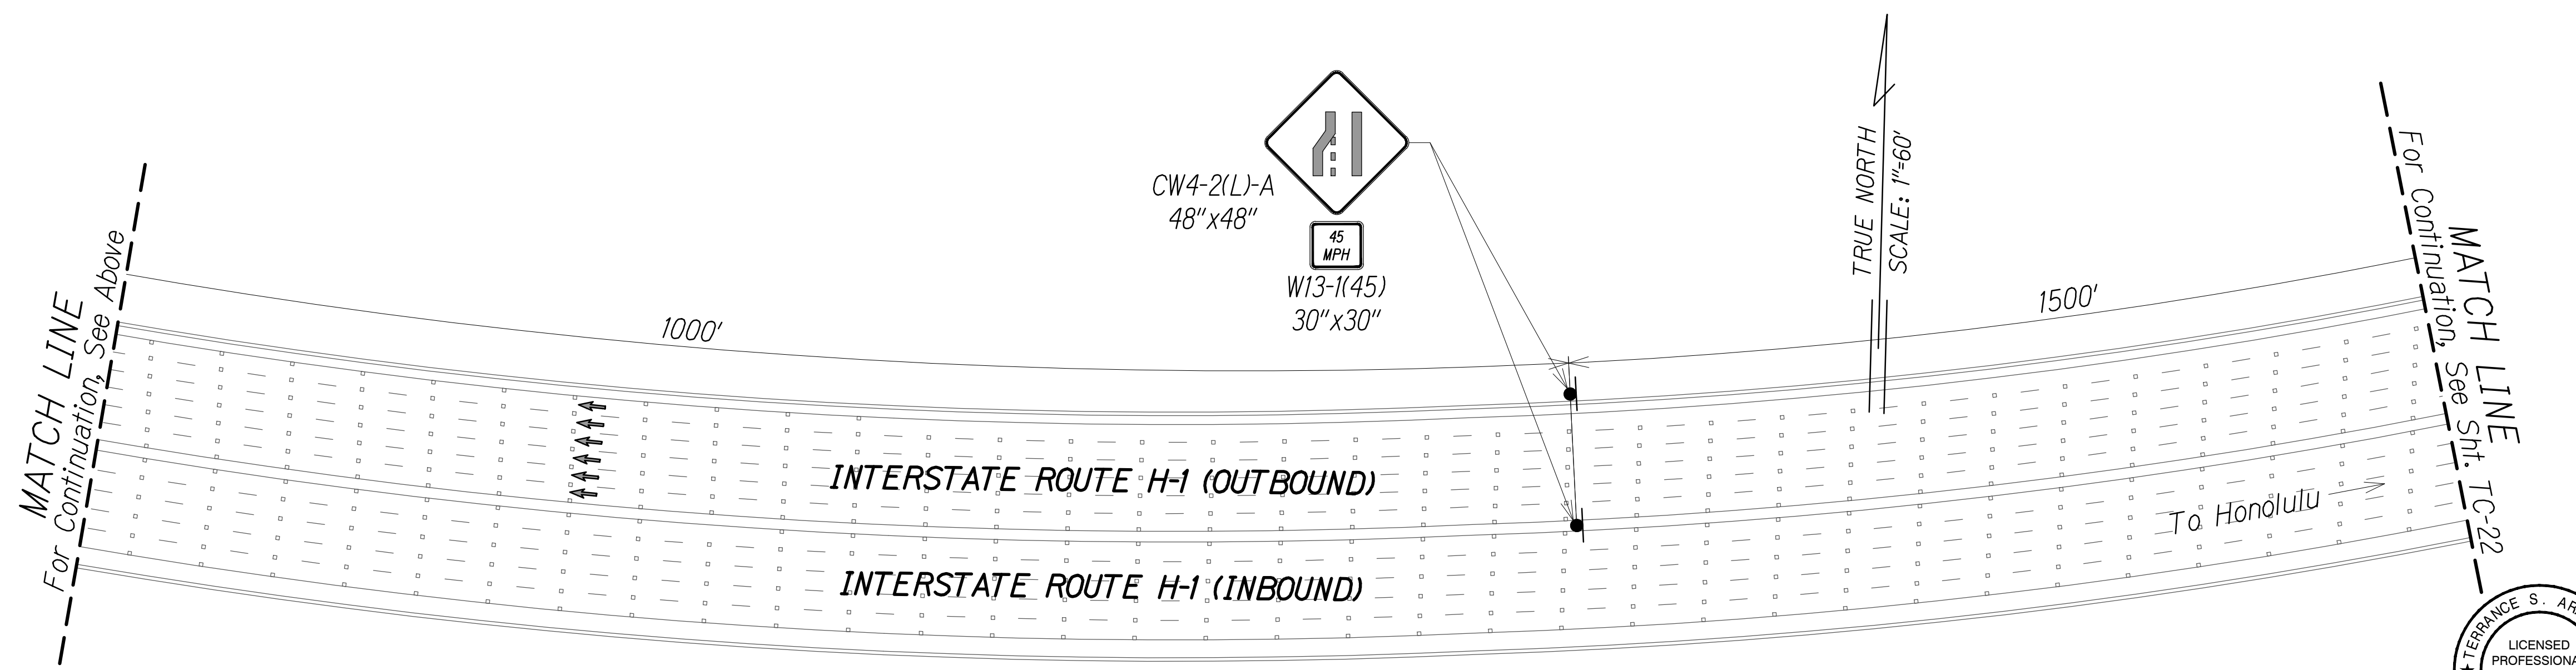 MATCH LINE
For Continuation, See Above
1000'
CW4-2(L)-A
48"x48"
45
MPH
W13-1(45)
30"x30"
TRUE NORTH
SCALE: 1"=60'
1500'
For Continuation, See Sht. TC-22
MATCH LINE
INTERSTATE ROUTE H-1 (OUTBOUND)
To Honolulu
INTERSTATE ROUTE H-1 (INBOUND)
TERRANCE S.
LICENSED